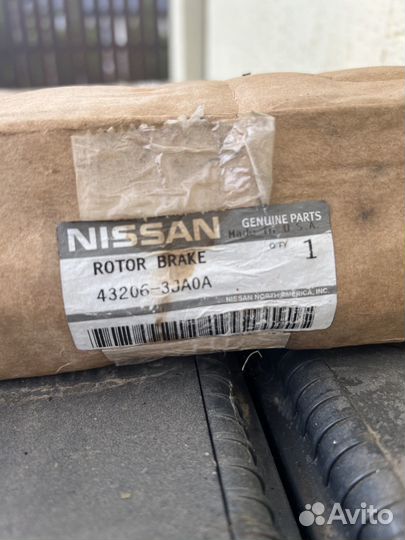 NISSAN
GENUINE PARTS
Made in U.S.A.
ROTOR BRAKE
QTY 1
43206-3JA0A
NISSAN NORTH AMERICA, INC.
Avito